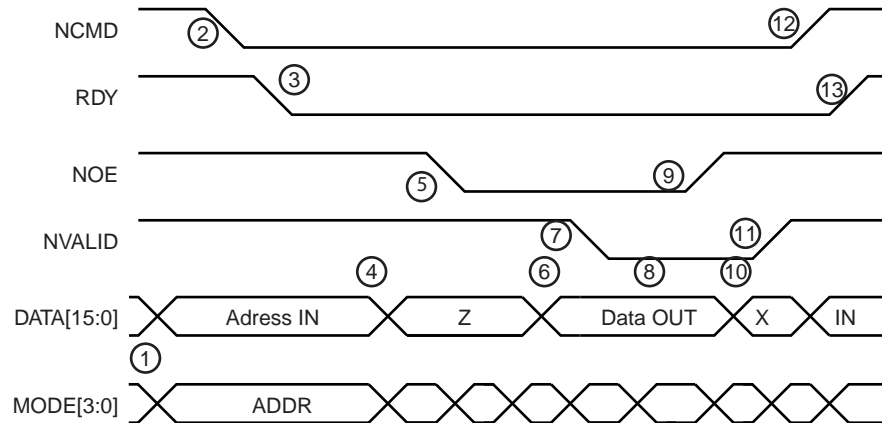 NCMD
2
12
RDY
3
13
NOE
5
9
NVALID
7
11
4
6
8
10
DATA[15:0]
Adress IN
Z
Data OUT
X
IN
1
MODE[3:0]
ADDR